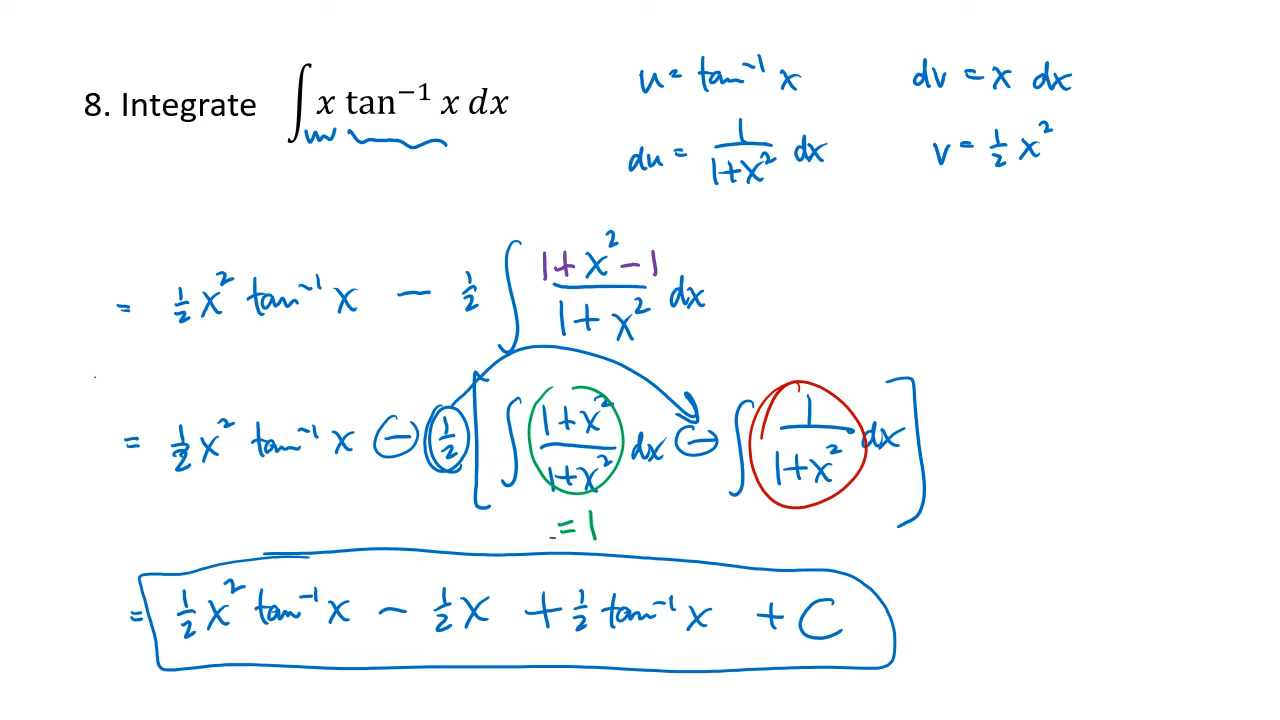 8. Integrate ∫ x tan⁻¹ x dx
u = tan⁻¹ x dv = x dx
du = 1/(1+x²) dx v = ½ x²
= ½ x² tan⁻¹ x − ½ ∫ (1+x²−1)/(1+x²) dx
= ½ x² tan⁻¹ x − ½ [ ∫ (1+x²)/(1+x²) dx − ∫ 1/(1+x²) dx ]
= 1
= ½ x² tan⁻¹ x − ½ x + ½ tan⁻¹ x + C